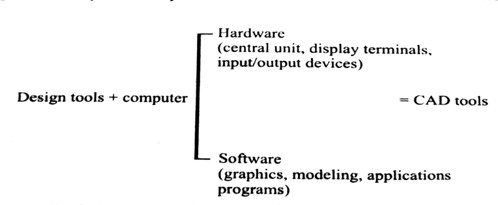 Hardware
(central unit, display terminals,
input/output devices)
Design tools + computer
= CAD tools
Software
(graphics, modeling, applications
programs)